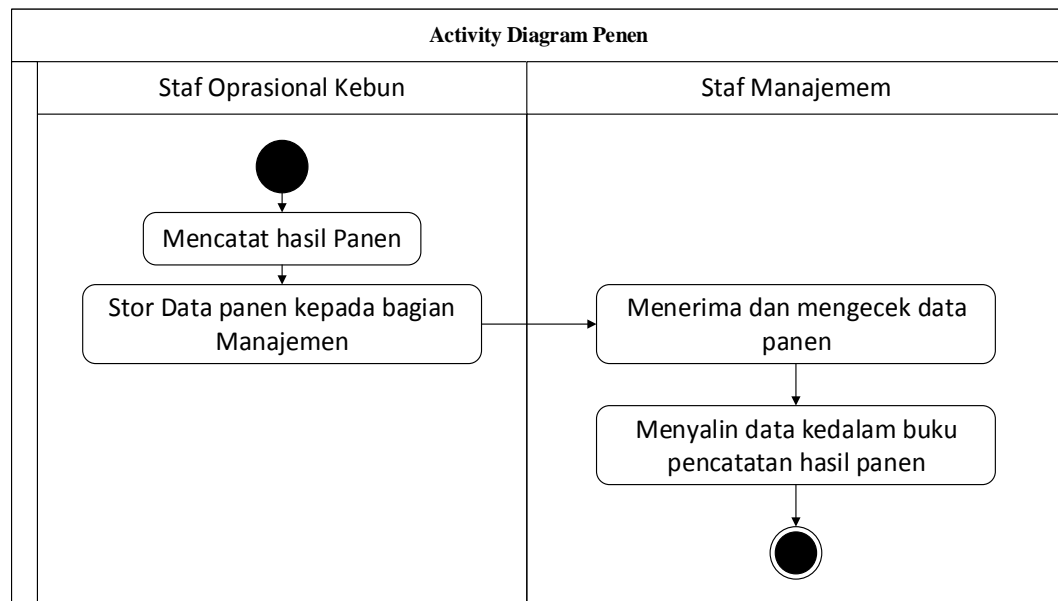 Activity Diagram Penen
Staf Oprasional Kebun
Staf Manajemem
Mencatat hasil Panen
Stor Data panen kepada bagian
Manajemen
Menerima dan mengecek data
panen
Menyalin data kedalam buku
pencatatan hasil panen